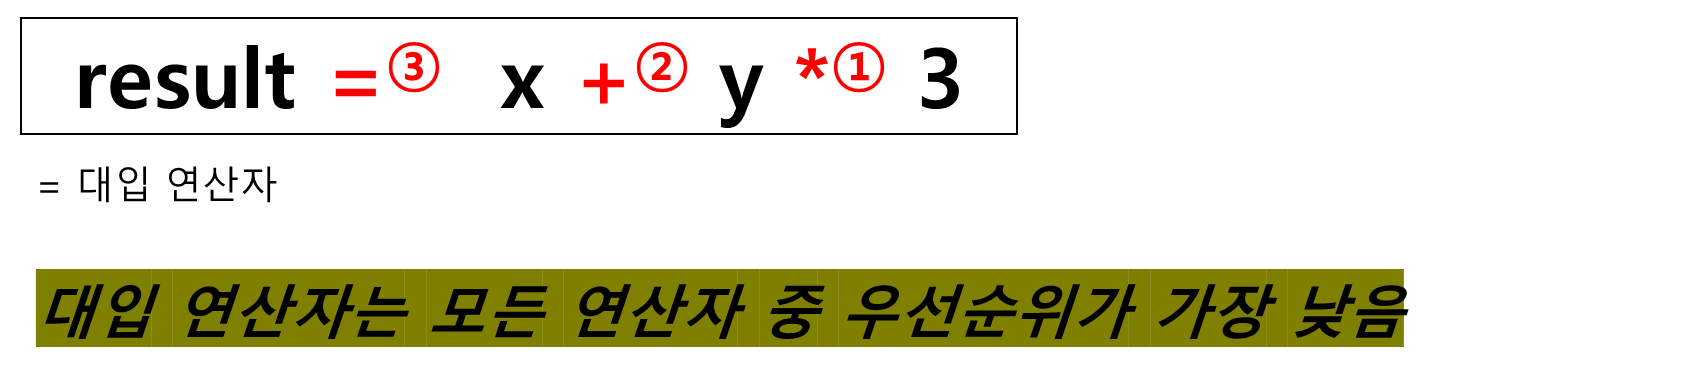 result =③ x +② y *① 3
= 대입 연산자
대입 연산자는 모든 연산자 중 우선순위가 가장 낮음